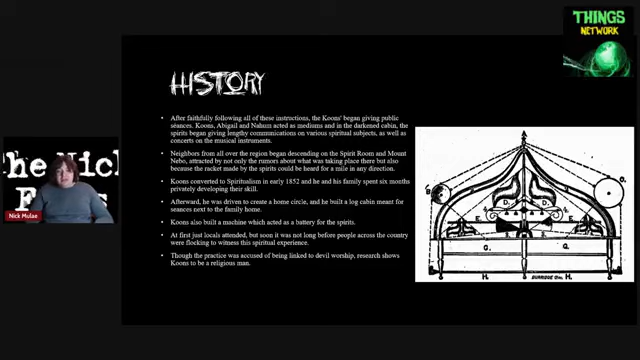 THINGS
NETWORK
HISTORY
• After faithfully following all of these instructions, the Koons' began giving public
séances. Koons, Abigail and Nahum acted as mediums and in the darkened cabin, the
spirits began giving lengthy communications on various spiritual subjects, as well as
concerts on the musical instruments.
• Neighbors from all over the region began descending on the Spirit Room and Mount
Nebo, attracted by not only the rumors about what was taking place there but also
because the racket made by the spirits could be heard for a mile in any direction.
• Koons converted to Spiritualism in early 1852 and he and his family spent six months
privately developing their skill.
• Afterward, he was driven to create a home circle, and he built a log cabin meant for
seances next to the family home.
• Koons also built a machine which acted as a battery for the spirits.
• At first just locals attended, but soon it was not long before people across the country
were flocking to witness this spiritual experience.
• Though the practice was accused of being linked to devil worship, research shows
Koons to be a religious man.
The Nick
Nick Mulae
D D
G. Q.
H. H.